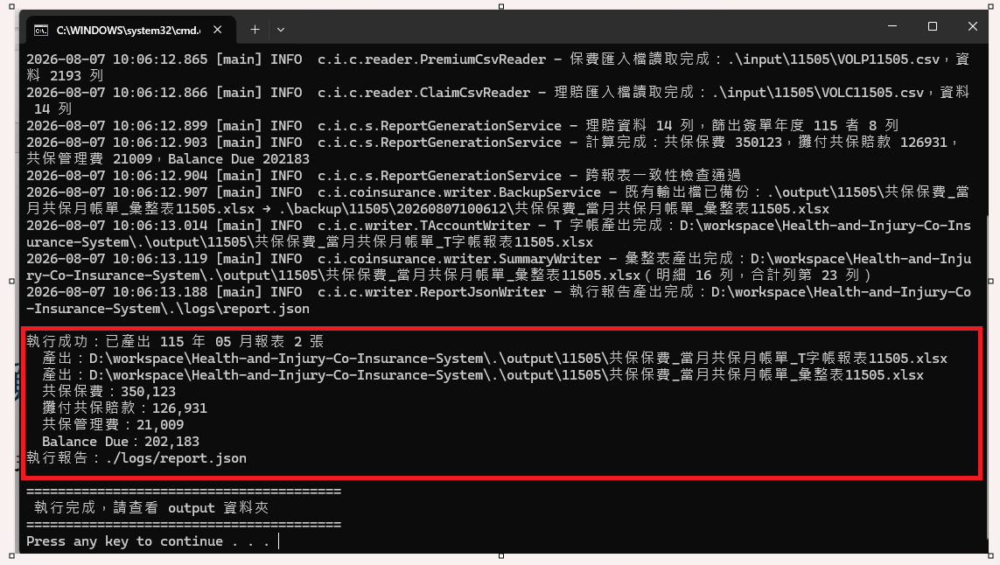 C:\WINDOWS\system32\cmd.
2026-08-07 10:06:12.865 [main] INFO  c.i.c.reader.PremiumCsvReader - 保費匯入檔讀取完成：.\input\11505\VOLP11505.csv，資
料 2193 列
2026-08-07 10:06:12.866 [main] INFO  c.i.c.reader.ClaimCsvReader - 理賠匯入檔讀取完成：.\input\11505\VOLC11505.csv，資料
 14 列
2026-08-07 10:06:12.899 [main] INFO  c.i.c.s.ReportGenerationService - 理賠資料 14 列，篩出簽單年度 115 者 8 列
2026-08-07 10:06:12.903 [main] INFO  c.i.c.s.ReportGenerationService - 計算完成：共保保費 350123，攤付共保賠款 126931，
共保管理費 21009，Balance Due 202183
2026-08-07 10:06:12.904 [main] INFO  c.i.c.s.ReportGenerationService - 跨報表一致性檢查通過
2026-08-07 10:06:12.907 [main] INFO  c.i.coinsurance.writer.BackupService - 既有輸出檔已備份：.\output\11505\共保保費_當
月共保月帳單_彙整表11505.xlsx → .\backup\11505\20260807100612\共保保費_當月共保月帳單_彙整表11505.xlsx
2026-08-07 10:06:13.014 [main] INFO  c.i.c.writer.TAccountWriter - T 字帳產出完成：D:\workspace\Health-and-Injury-Co-Ins
urance-System\.\output\11505\共保保費_當月共保月帳單_T字帳報表11505.xlsx
2026-08-07 10:06:13.119 [main] INFO  c.i.coinsurance.writer.SummaryWriter - 彙整表產出完成：D:\workspace\Health-and-Inju
ry-Co-Insurance-System\.\output\11505\共保保費_當月共保月帳單_彙整表11505.xlsx（明細 16 列，合計列第 23 列）
2026-08-07 10:06:13.188 [main] INFO  c.i.c.writer.ReportJsonWriter - 執行報告產出完成：D:\workspace\Health-and-Injury-Co
-Insurance-System\.\logs\report.json
執行成功：已產出 115 年 05 月報表 2 張
產出：D:\workspace\Health-and-Injury-Co-Insurance-System\.\output\11505\共保保費_當月共保月帳單_T字帳報表11505.xlsx
產出：D:\workspace\Health-and-Injury-Co-Insurance-System\.\output\11505\共保保費_當月共保月帳單_彙整表11505.xlsx
共保保費：350,123
攤付共保賠款：126,931
共保管理費：21,009
Balance Due：202,183
執行報告：./logs/report.json
========================================
執行完成，請查看 output 資料夾
========================================
Press any key to continue . . .